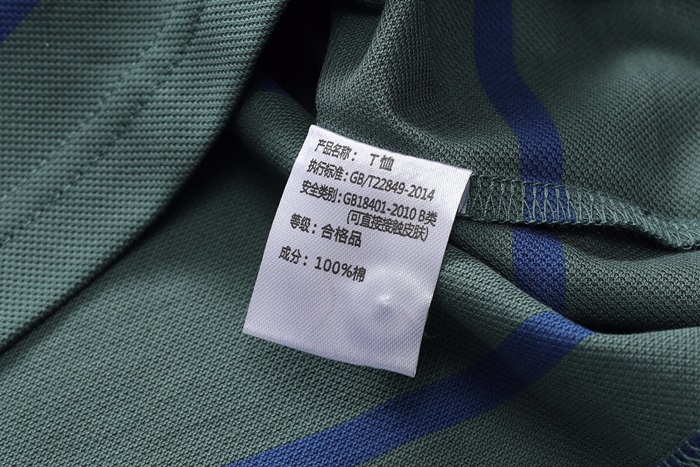 产品名称：T恤
执行标准：GB/T22849-2014
安全类别：GB18401-2010 B类
(可直接接触皮肤)
等级：合格品
成分：100%棉